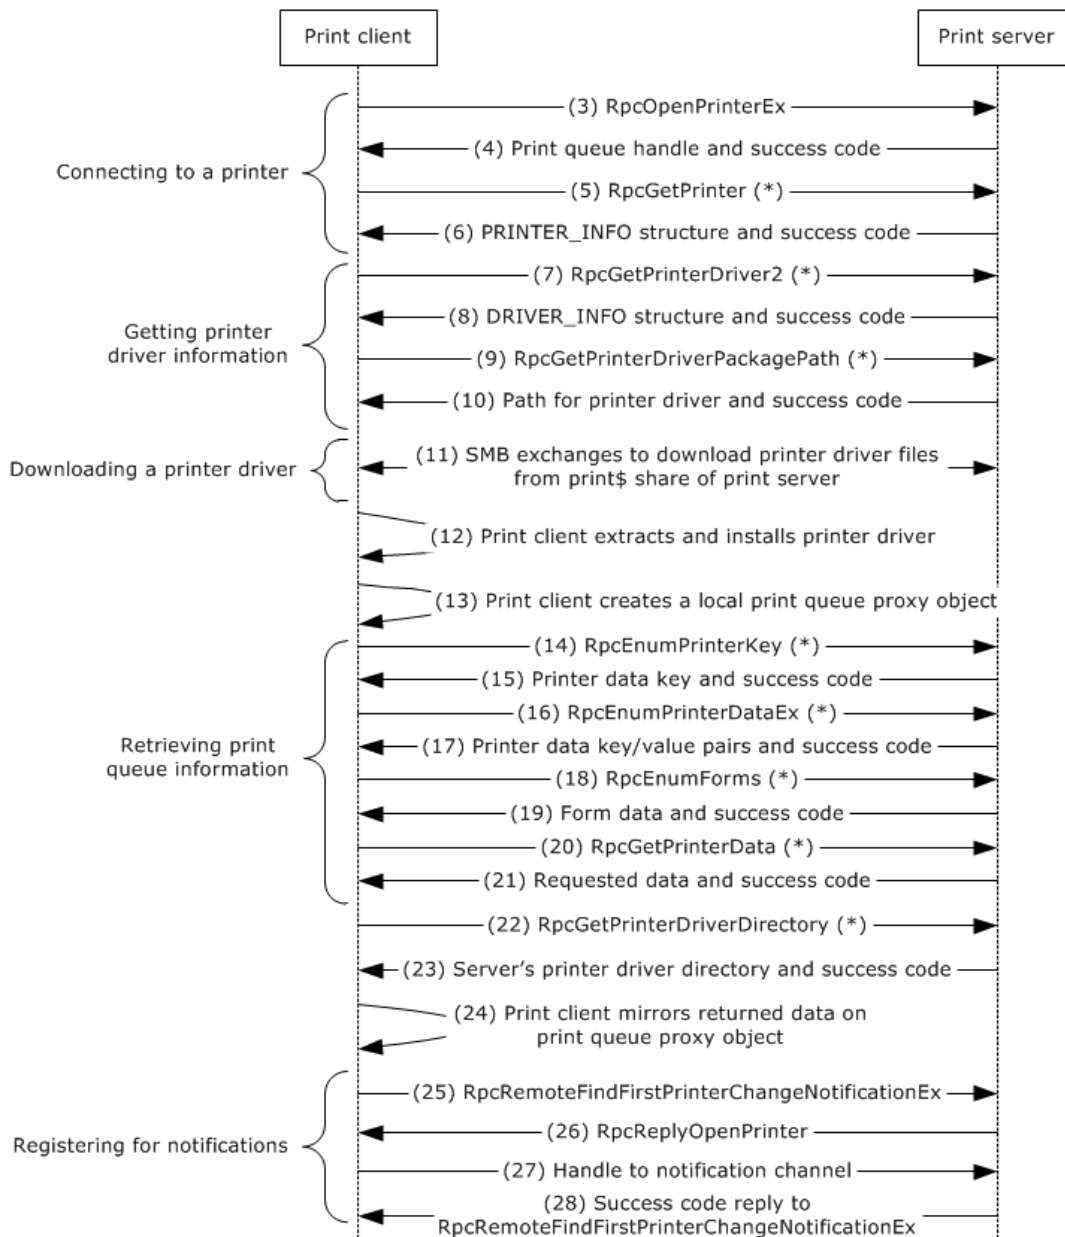 Print client
Print server
(3) RpcOpenPrinterEx
(4) Print queue handle and success code
Connecting to a printer
(5) RpcGetPrinter (*)
(6) PRINTER_INFO structure and success code
(7) RpcGetPrinterDriver2 (*)
(8) DRIVER_INFO structure and success code
Getting printer
driver information
(9) RpcGetPrinterDriverPackagePath (*)
(10) Path for printer driver and success code
Downloading a printer driver
(11) SMB exchanges to download printer driver files
from print$ share of print server
(12) Print client extracts and installs printer driver
(13) Print client creates a local print queue proxy object
(14) RpcEnumPrinterKey (*)
(15) Printer data key and success code
(16) RpcEnumPrinterDataEx (*)
Retrieving print
queue information
(17) Printer data key/value pairs and success code
(18) RpcEnumForms (*)
(19) Form data and success code
(20) RpcGetPrinterData (*)
(21) Requested data and success code
(22) RpcGetPrinterDriverDirectory (*)
(23) Server’s printer driver directory and success code
(24) Print client mirrors returned data on
print queue proxy object
(25) RpcRemoteFindFirstPrinterChangeNotificationEx
(26) RpcReplyOpenPrinter
Registering for notifications
(27) Handle to notification channel
(28) Success code reply to
RpcRemoteFindFirstPrinterChangeNotificationEx